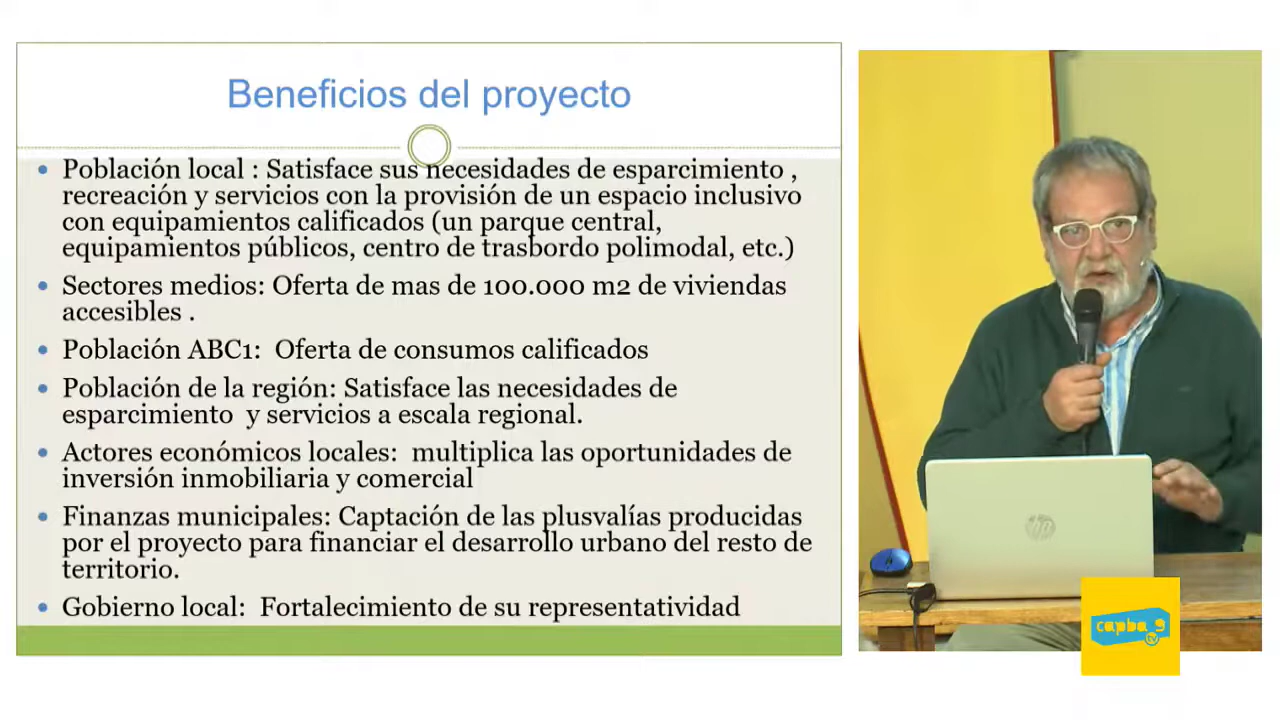 Beneficios del proyecto
• Población local : Satisface sus necesidades de esparcimiento ,
recreación y servicios con la provisión de un espacio inclusivo
con equipamientos calificados (un parque central,
equipamientos públicos, centro de trasbordo polimodal, etc.)
• Sectores medios: Oferta de mas de 100.000 m2 de viviendas
accesibles .
• Población ABC1: Oferta de consumos calificados
• Población de la región: Satisface las necesidades de
esparcimiento y servicios a escala regional.
• Actores económicos locales: multiplica las oportunidades de
inversión inmobiliaria y comercial
• Finanzas municipales: Captación de las plusvalías producidas
por el proyecto para financiar el desarrollo urbano del resto de
territorio.
• Gobierno local: Fortalecimiento de su representatividad
hp
capba 9
tv